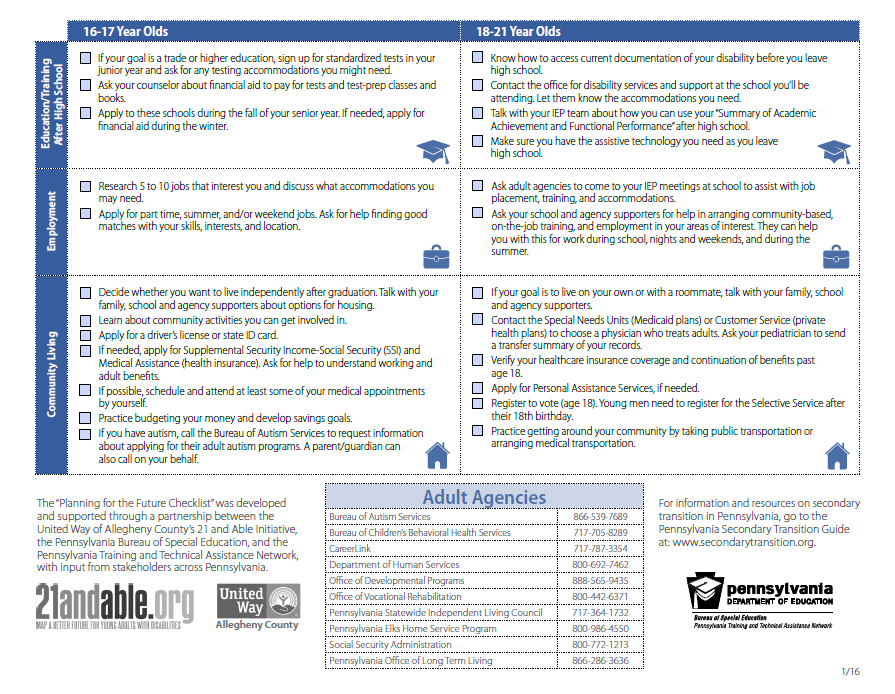 16-17 Year Olds
18-21 Year Olds
Education/Training
After High School
If your goal is a trade or higher education, sign up for standardized tests in your
junior year and ask for any testing accommodations you might need.
Ask your counselor about financial aid to pay for tests and test-prep classes and
books.
Apply to these schools during the fall of your senior year. If needed, apply for
financial aid during the winter.
Know how to access current documentation of your disability before you leave
high school.
Contact the office for disability services and support at the school you'll be
attending. Let them know the accommodations you need.
Talk with your IEP team about how you can use your "Summary of Academic
Achievement and Functional Performance" after high school.
Make sure you have the assistive technology you need as you leave
high school.
Employment
Research 5 to 10 jobs that interest you and discuss what accommodations you
may need.
Apply for part time, summer, and/or weekend jobs. Ask for help finding good
matches with your skills, interests, and location.
Ask adult agencies to come to your IEP meetings at school to assist with job
placement, training, and accommodations.
Ask your school and agency supporters for help in arranging community-based,
on-the-job training, and employment in your areas of interest. They can help
you with this for work during school, nights and weekends, and during the
summer.
Community Living
Decide whether you want to live independently after graduation. Talk with your
family, school and agency supporters about options for housing.
Learn about community activities you can get involved in.
Apply for a driver's license or state ID card.
If needed, apply for Supplemental Security Income-Social Security (SSI) and
Medical Assistance (health insurance). Ask for help to understand working and
adult benefits.
If possible, schedule and attend at least some of your medical appointments
by yourself.
Practice budgeting your money and develop savings goals.
If you have autism, call the Bureau of Autism Services to request information
about applying for their adult autism programs. A parent/guardian can
also call on your behalf.
If your goal is to live on your own or with a roommate, talk with your family, school
and agency supporters.
Contact the Special Needs Units (Medicaid plans) or Customer Service (private
health plans) to choose a physician who treats adults. Ask your pediatrician to send
a transfer summary of your records.
Verify your healthcare insurance coverage and continuation of benefits past
age 18.
Apply for Personal Assistance Services, if needed.
Register to vote (age 18). Young men need to register for the Selective Service after
their 18th birthday.
Practice getting around your community by taking public transportation or
arranging medical transportation.
The "Planning for the Future Checklist" was developed
and supported through a partnership between the
United Way of Allegheny County's 21 and Able Initiative,
the Pennsylvania Bureau of Special Education, and the
Pennsylvania Training and Technical Assistance Network,
with input from stakeholders across Pennsylvania.
21andable.org
MAP A BETTER FUTURE FOR YOUNG ADULTS WITH DISABILITIES
United
Way
Allegheny County
Adult Agencies
Bureau of Autism Services 866-539-7689
Bureau of Children's Behavioral Health Services 717-705-8289
CareerLink 717-787-3354
Department of Human Services 800-692-7462
Office of Developmental Programs 888-565-9435
Office of Vocational Rehabilitation 800-442-6371
Pennsylvania Statewide Independent Living Council 717-364-1732
Pennsylvania Elks Home Service Program 800-986-4550
Social Security Administration 800-772-1213
Pennsylvania Office of Long Term Living 866-286-3636
For information and resources on secondary
transition in Pennsylvania, go to the
Pennsylvania Secondary Transition Guide
at: www.secondarytransition.org.
pennsylvania
DEPARTMENT OF EDUCATION
Bureau of Special Education
Pennsylvania Training and Technical Assistance Network
1/16